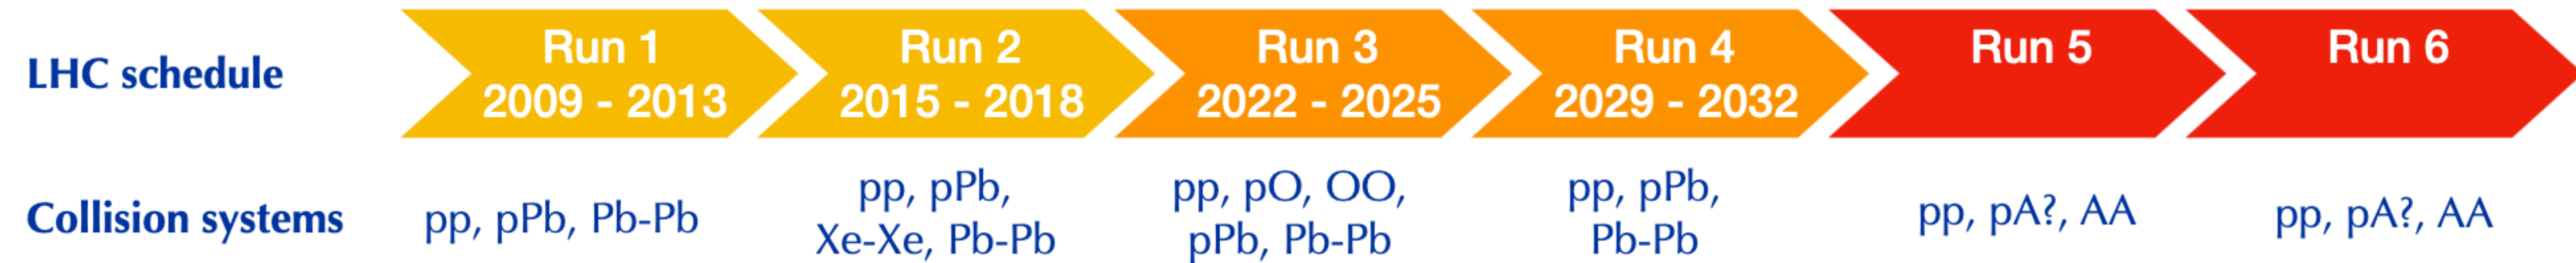 LHC schedule
Run 1
2009 - 2013
Run 2
2015 - 2018
Run 3
2022 - 2025
Run 4
2029 - 2032
Run 5
Run 6
Collision systems
pp, pPb, Pb-Pb
pp, pPb,
Xe-Xe, Pb-Pb
pp, pO, OO,
pPb, Pb-Pb
pp, pPb,
Pb-Pb
pp, pA?, AA
pp, pA?, AA